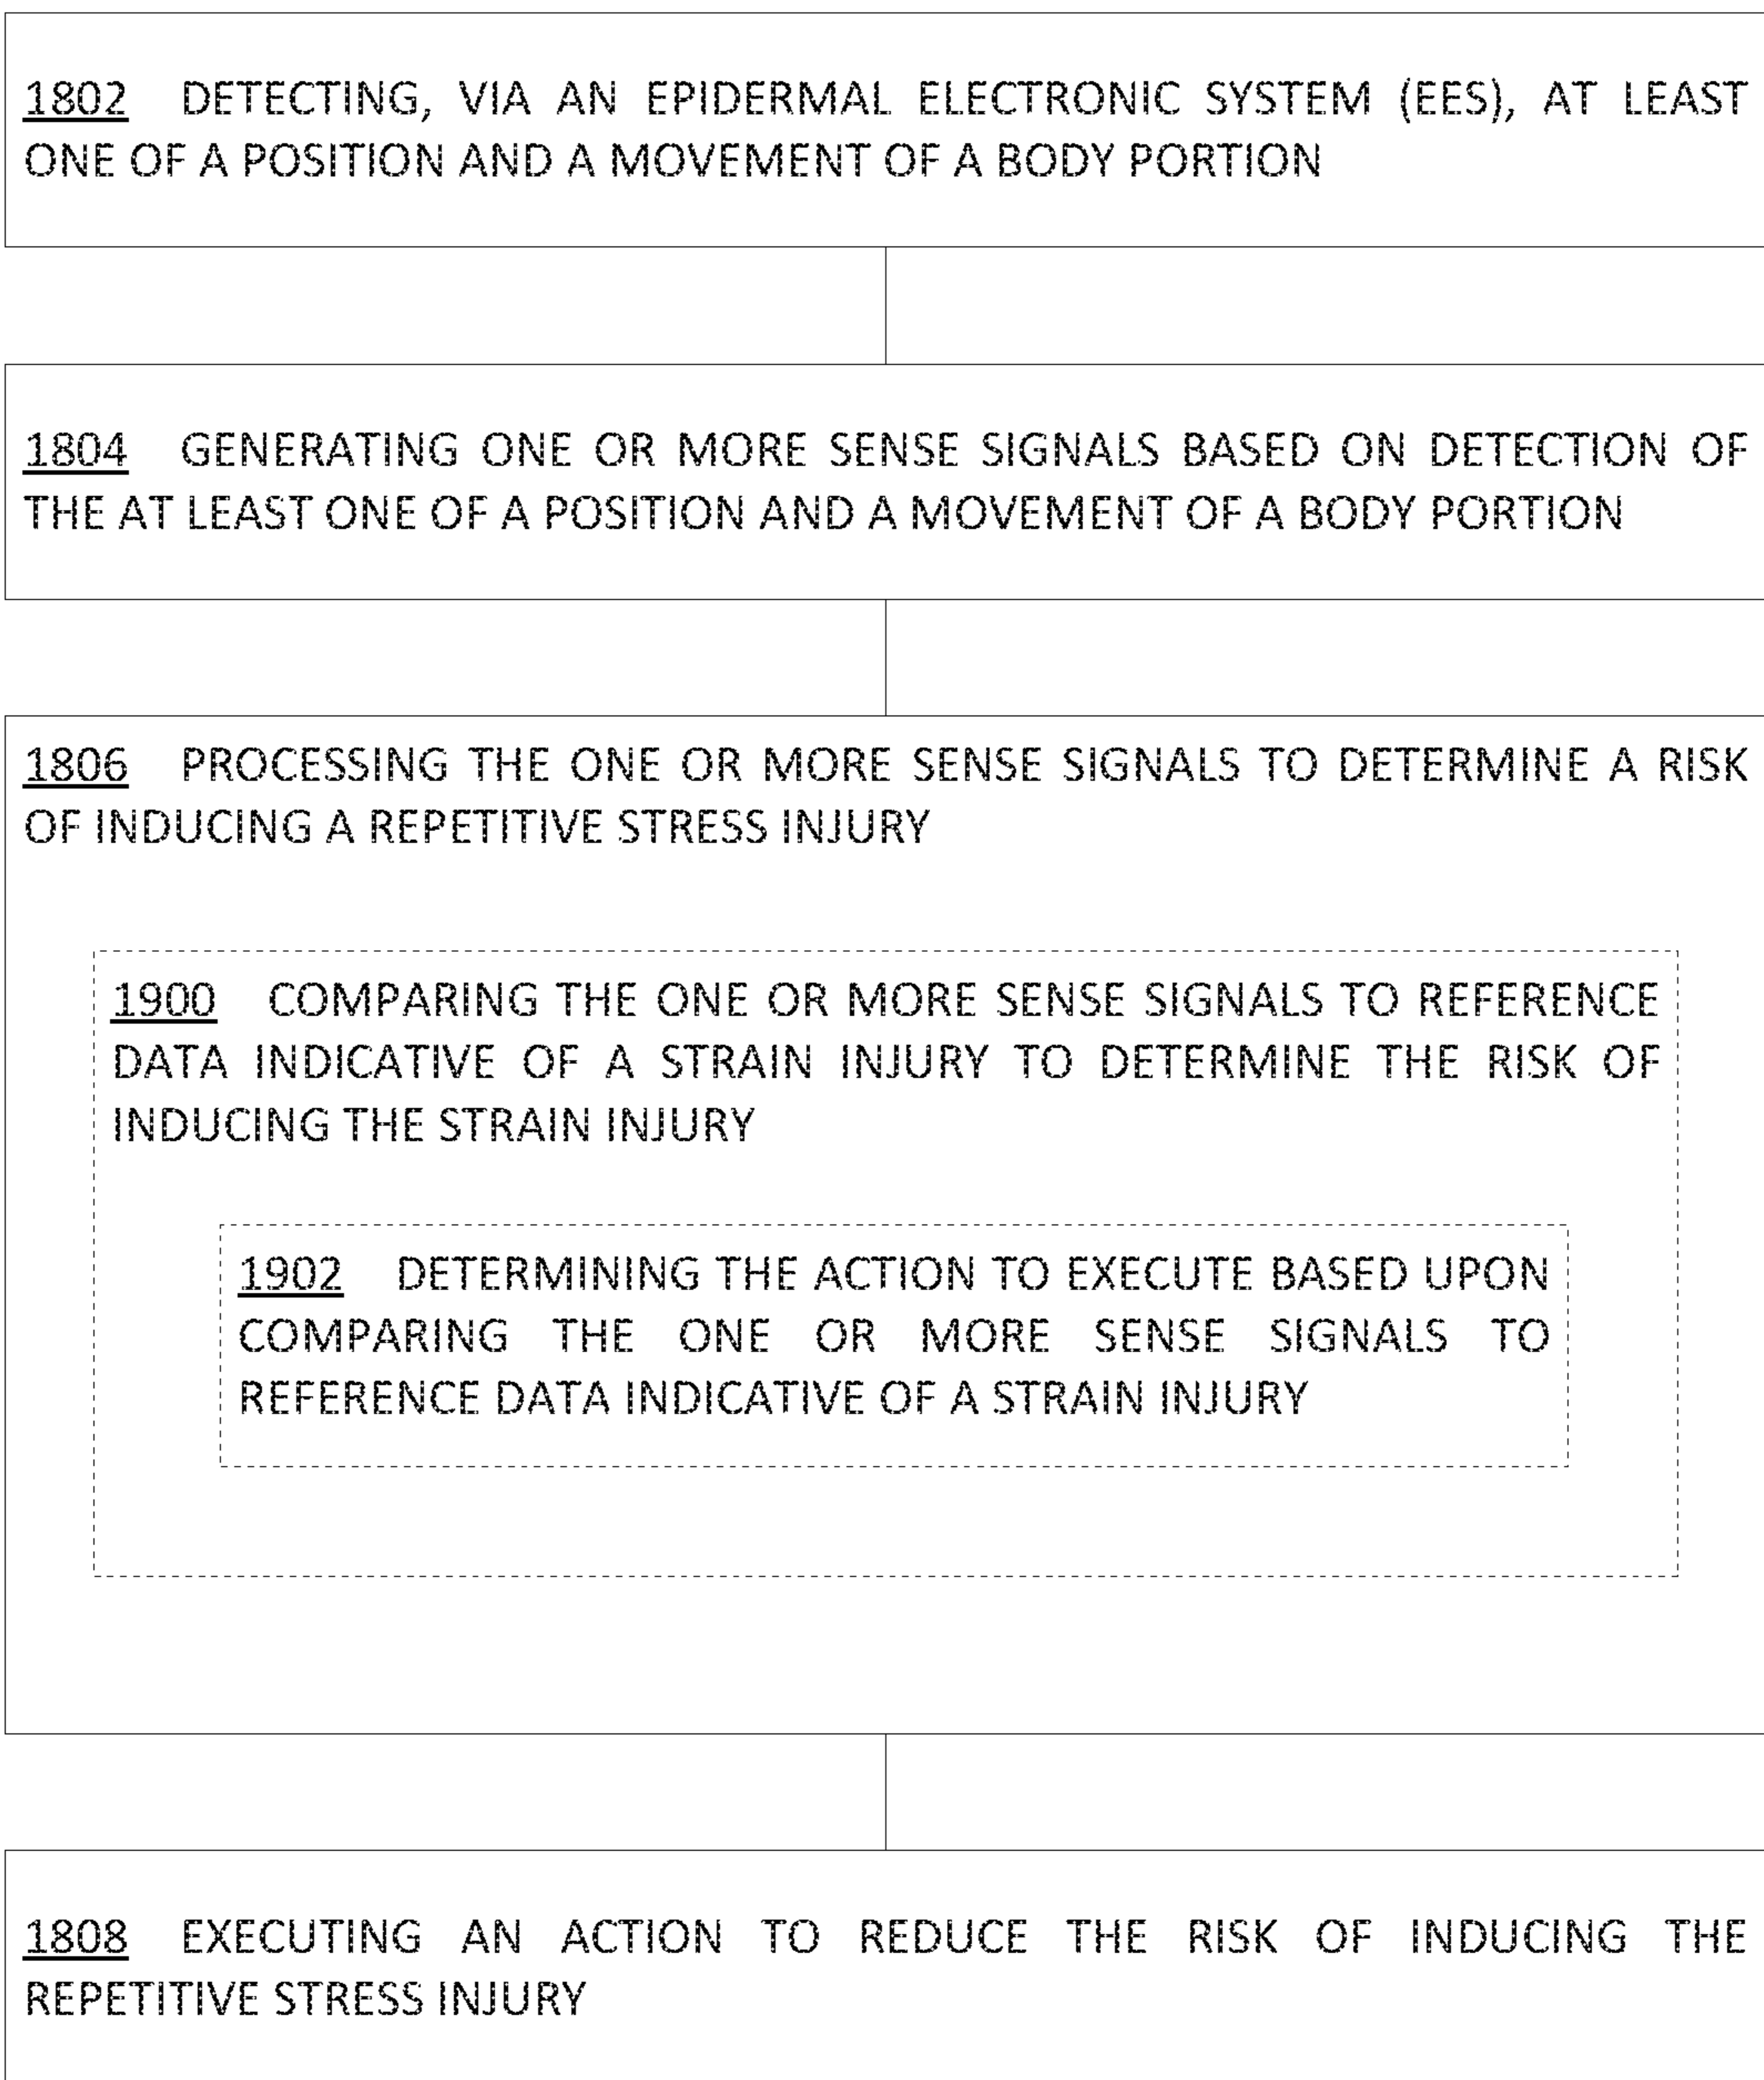 1802 DETECTING, VIA AN EPIDERMAL ELECTRONIC SYSTEM (EES), AT LEAST
ONE OF A POSITION AND A MOVEMENT OF A BODY PORTION
1804 GENERATING ONE OR MORE SENSE SIGNALS BASED ON DETECTION OF
THE AT LEAST ONE OF A POSITION AND A MOVEMENT OF A BODY PORTION
1806 PROCESSING THE ONE OR MORE SENSE SIGNALS TO DETERMINE A RISK
OF INDUCING A REPETITIVE STRESS INJURY
1900 COMPARING THE ONE OR MORE SENSE SIGNALS TO REFERENCE
DATA INDICATIVE OF A STRAIN INJURY TO DETERMINE THE RISK OF
INDUCING THE STRAIN INJURY
1902 DETERMINING THE ACTION TO EXECUTE BASED UPON
COMPARING THE ONE OR MORE SENSE SIGNALS TO
REFERENCE DATA INDICATIVE OF A STRAIN INJURY
1808 EXECUTING AN ACTION TO REDUCE THE RISK OF INDUCING THE
REPETITIVE STRESS INJURY